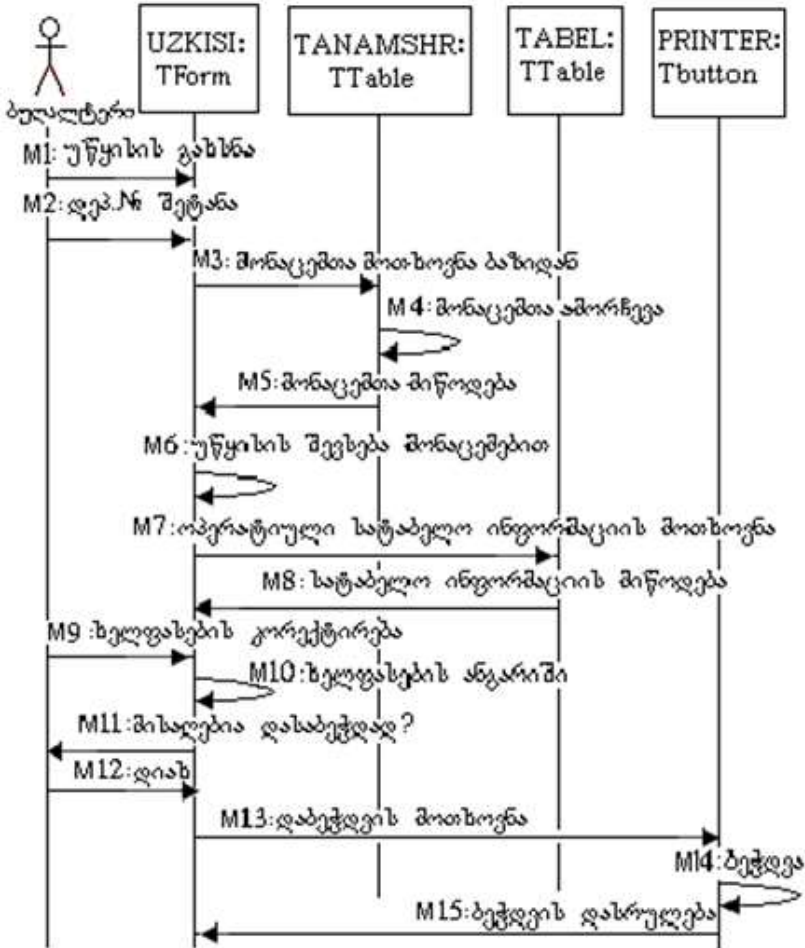 UZKISI:
TForm
TANAMSHR:
TTable
TABEL:
TTable
PRINTER:
Tbutton
ბუღალტერი
M1: უწყისის გახსნა
M2:დეპ.№ შეტანა
M3: მონაცემთა მოთხოვნა ბაზიდან
M4:მონაცემთა ამორჩევა
M5:მონაცემთა მიწოდება
M6:უწყისის შევსება მონაცემებით
M7:ოპერატიული სატაბელო ინფორმაციის მოთხოვნა
M8: სატაბელო ინფორმაციის მიწოდება
M9 :ხელფასების კორექტირება
M10:ხელფასების ანგარიში
M11:მისაღებია დასაბეჭდად?
M12:დიახ
M13:დაბეჭდვის მოთხოვნა
M14:ბეჭდვა
M15:ბეჭდვის დასრულება